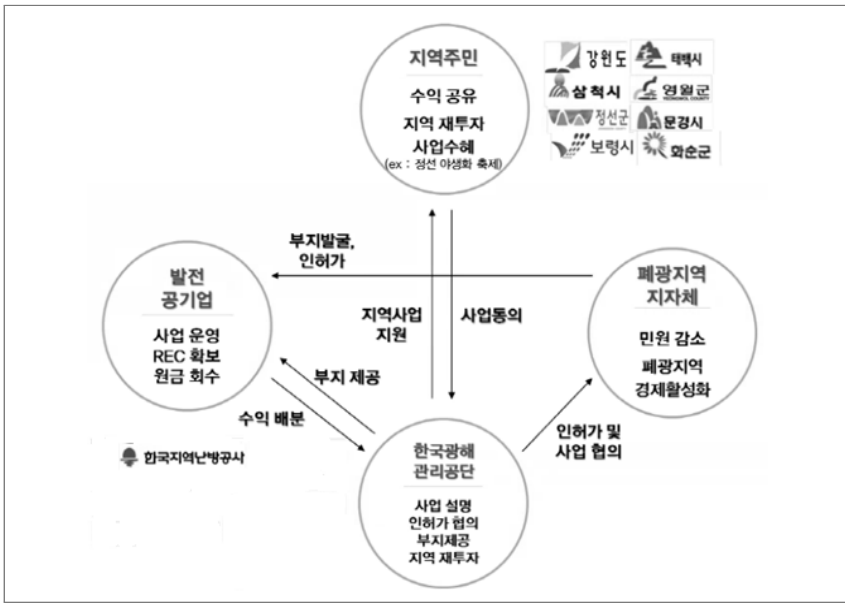 지역주민
수익 공유
지역 재투자
사업수혜
(ex : 정선 야생화 축제)
강원도
태백시
삼척시
영월군
YEONGWOL COUNTY
정선군
문경시
보령시
화순군
부지발굴,
인허가
발전
공기업
사업 운영
REC 확보
원금 회수
폐광지역
지자체
민원 감소
폐광지역
경제활성화
지역사업
지원
사업동의
부지 제공
수익 배분
인허가 및
사업 협의
한국지역난방공사
한국광해
관리공단
사업 설명
인허가 협의
부지제공
지역 재투자